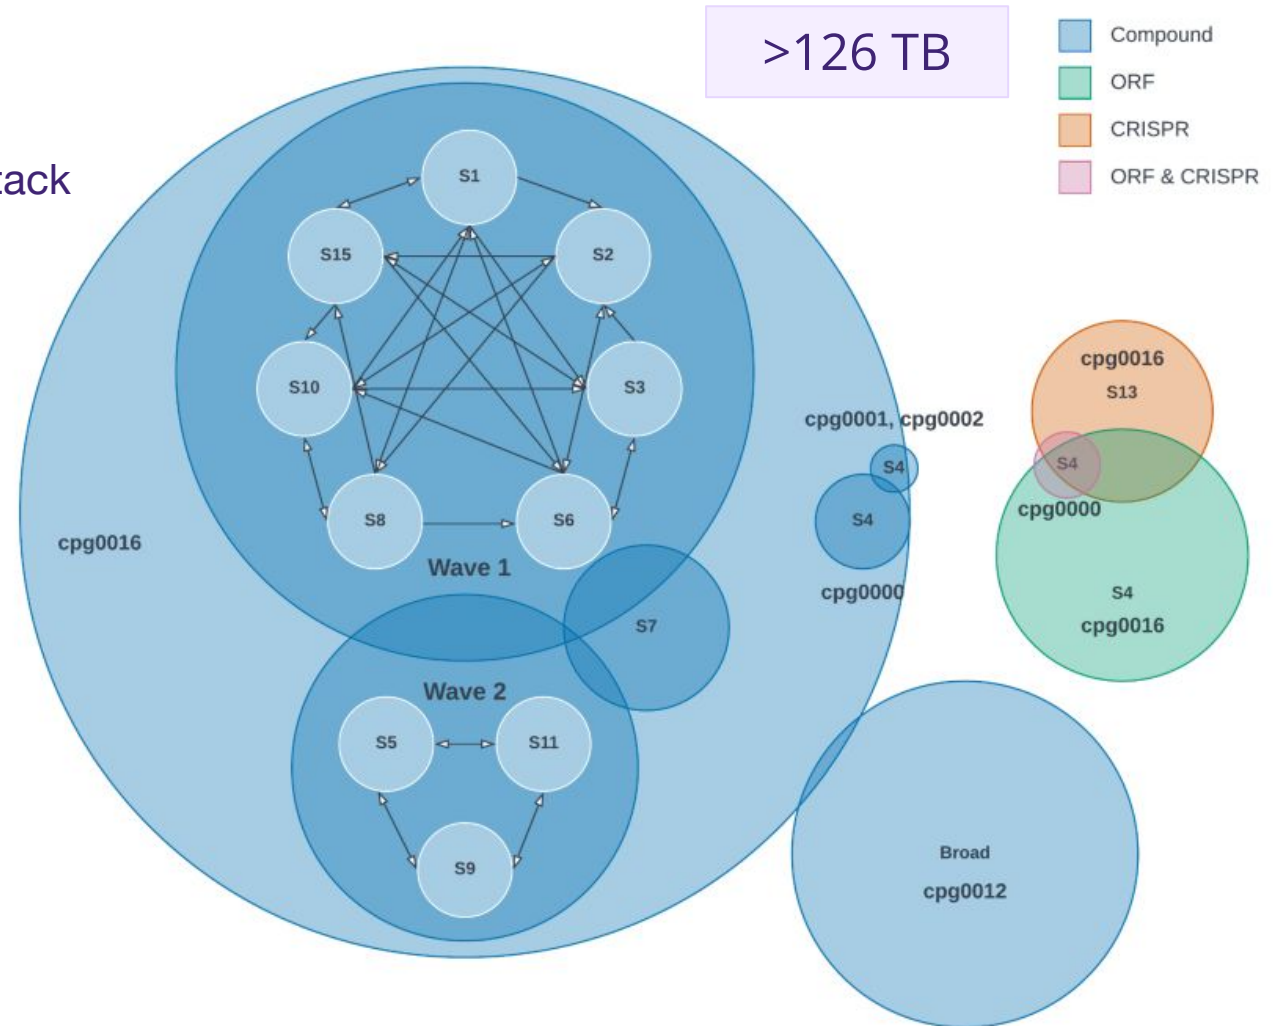 >126 TB
Compound
ORF
CRISPR
ORF & CRISPR
tack
S1
S15
S2
S10
S3
S8
S6
Wave 1
cpg0016
S7
Wave 2
S5
S11
S9
cpg0001, cpg0002
S4
S4
cpg0000
cpg0016
S13
S4
cpg0000
S4
cpg0016
Broad
cpg0012